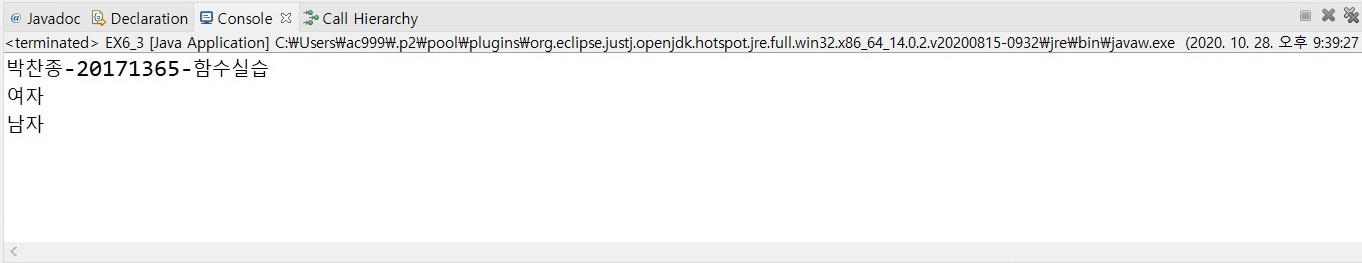 @ Javadoc Declaration Console Call Hierarchy
<terminated> EX6_3 [Java Application] C:₩Users₩ac999₩.p2₩pool₩plugins₩org.eclipse.justj.openjdk.hotspot.jre.full.win32.x86_64_14.0.2.v20200815-0932₩jre₩bin₩javaw.exe (2020. 10. 28. 오후 9:39:27
박찬종-20171365-함수실습
여자
남자